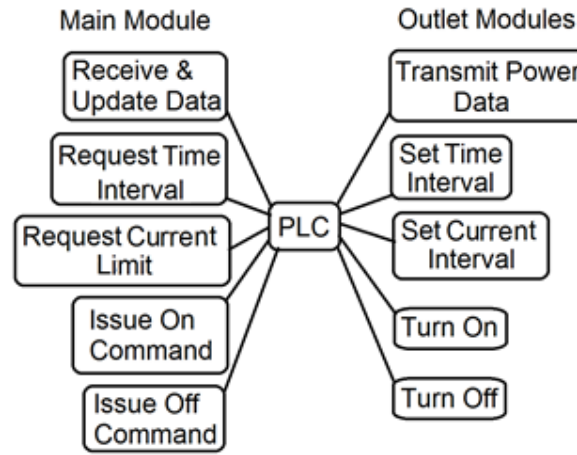 Main Module
Receive &
Update Data
Request Time
Interval
Request Current
Limit
Issue On
Command
Issue Off
Command
PLC
Outlet Modules
Transmit Power
Data
Set Time
Interval
Set Current
Interval
Turn On
Turn Off